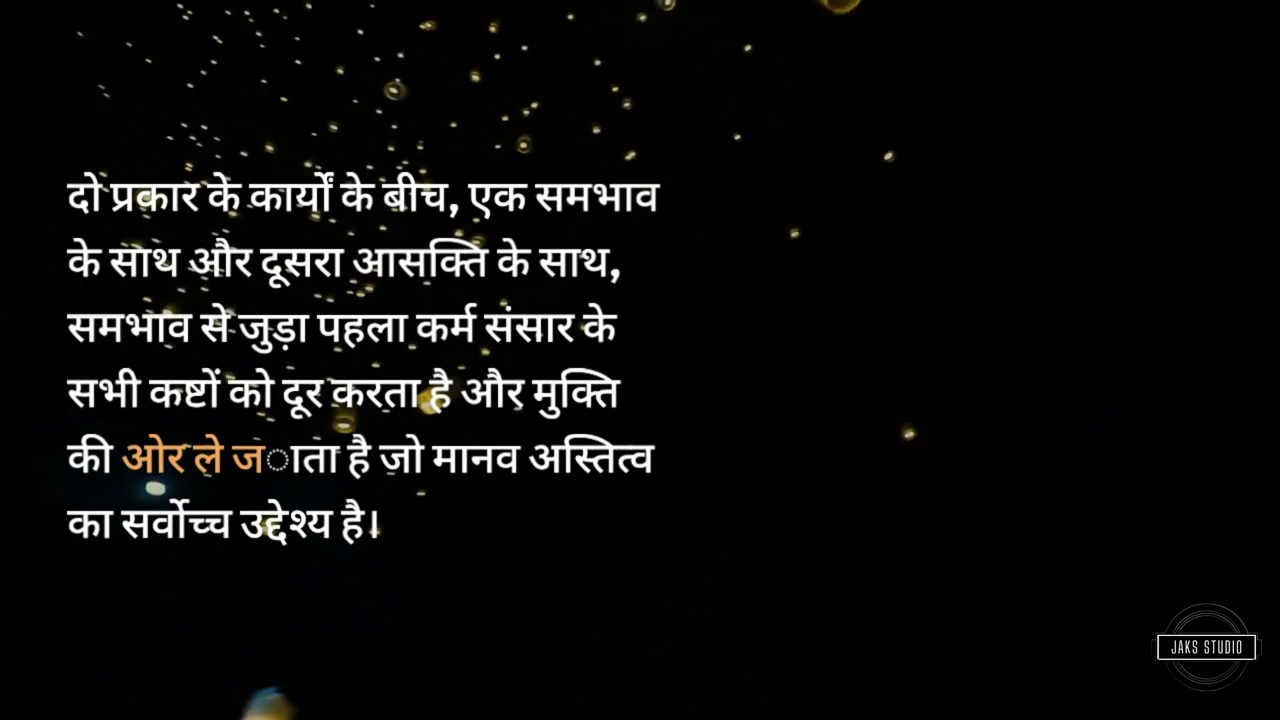 दो प्रकार के कार्यों के बीच, एक समभाव
के साथ और दूसरा आसक्ति के साथ,
समभाव से जुड़ा पहला कर्म संसार के
सभी कष्टों को दूर करता है और मुक्ति
की ओर ले जाता है जो मानव अस्तित्व
का सर्वोच्च उद्देश्य है।
JAKS STUDIO